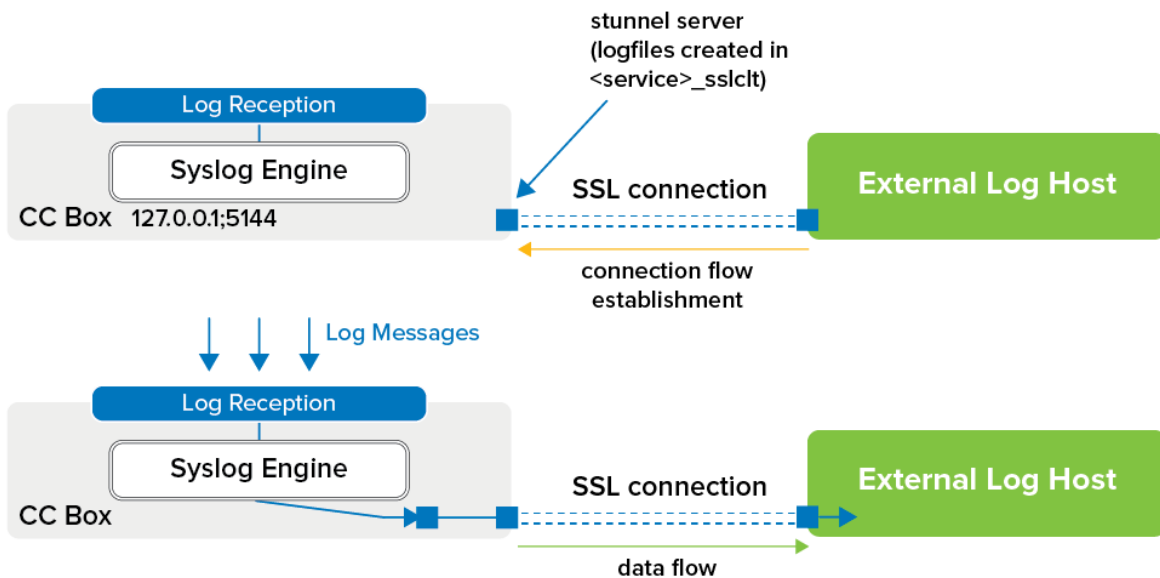 stunnel server
(logfiles created in
<service>_sslclt)
Log Reception
Syslog Engine
CC Box 127.0.0.1;5144
SSL connection
External Log Host
connection flow
establishment
Log Messages
Log Reception
Syslog Engine
CC Box
SSL connection
External Log Host
data flow